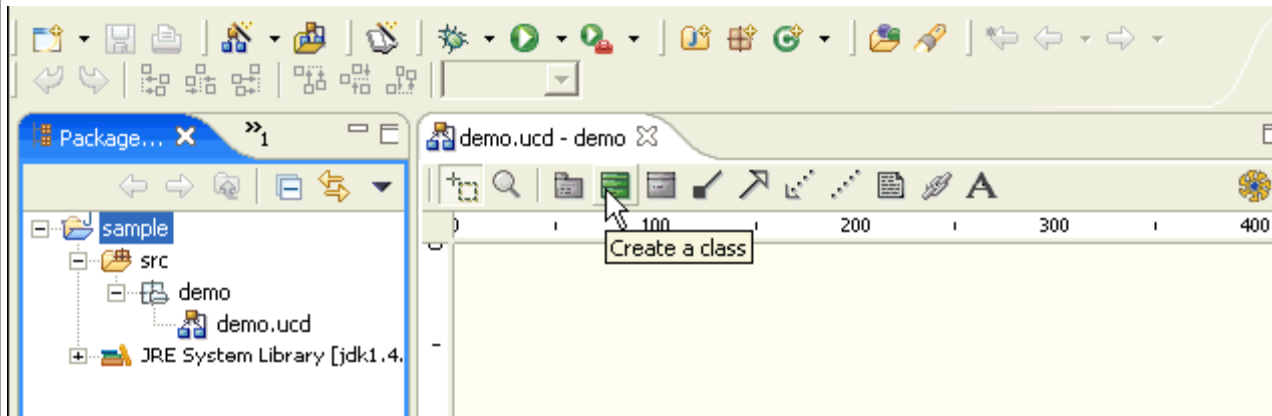 Package... »1
demo.ucd - demo
A
0 100 200 300 400
Create a class
sample
src
demo
demo.ucd
JRE System Library [jdk1.4.
0